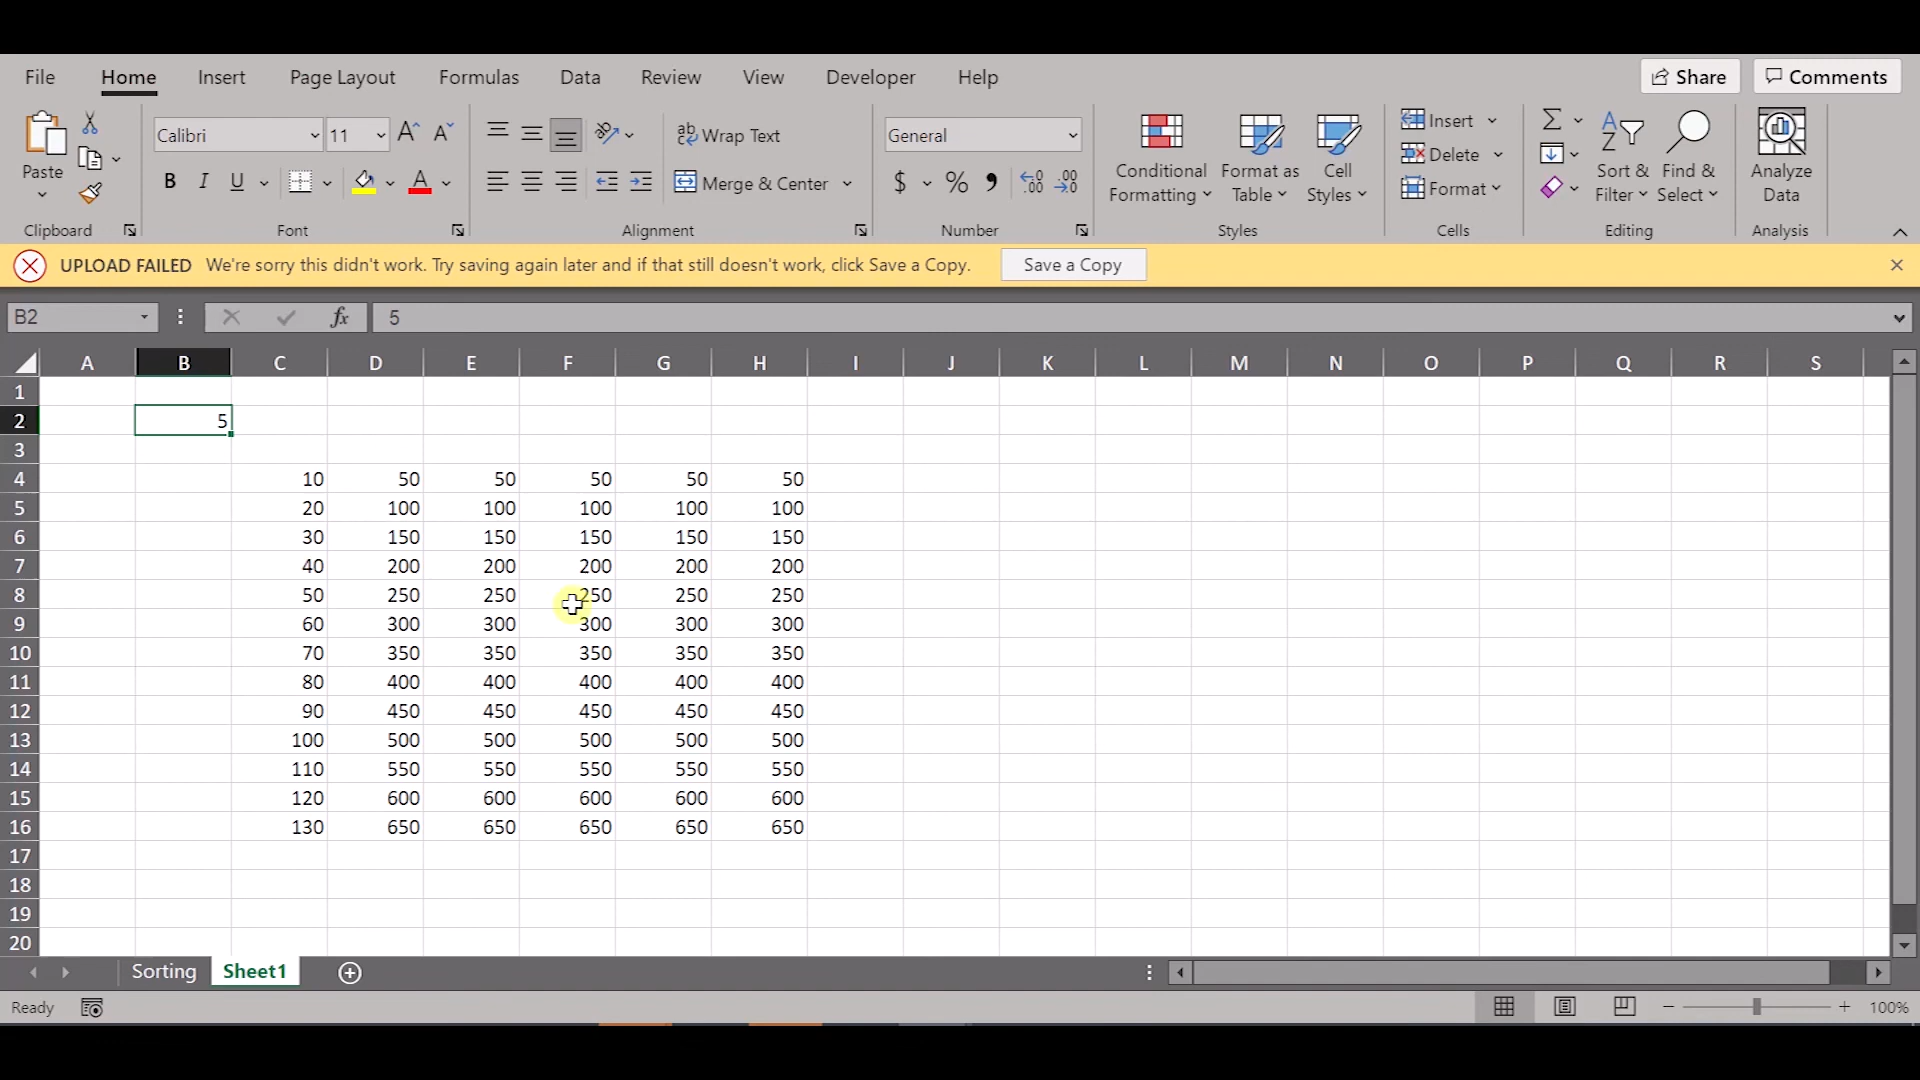 File Home Insert Page Layout Formulas Data Review View Developer Help Share Comments
Calibri 11 A A ab Wrap Text General Insert Σ A Z
Paste B I U A Merge & Center $ % , .00 .00 Conditional Formatting Format as Table Cell Styles Delete Format Sort & Filter Find & Select Analyze Data
Clipboard Font Alignment Number Styles Cells Editing Analysis
UPLOAD FAILED We're sorry this didn't work. Try saving again later and if that still doesn't work, click Save a Copy. Save a Copy
B2 fx 5
A B C D E F G H I J K L M N O P Q R S
1
2 5
3
4 10 50 50 50 50 50
5 20 100 100 100 100 100
6 30 150 150 150 150 150
7 40 200 200 200 200 200
8 50 250 250 250 250 250
9 60 300 300 300 300 300
10 70 350 350 350 350 350
11 80 400 400 400 400 400
12 90 450 450 450 450 450
13 100 500 500 500 500 500
14 110 550 550 550 550 550
15 120 600 600 600 600 600
16 130 650 650 650 650 650
17
18
19
20
Sorting Sheet1
Ready 100%